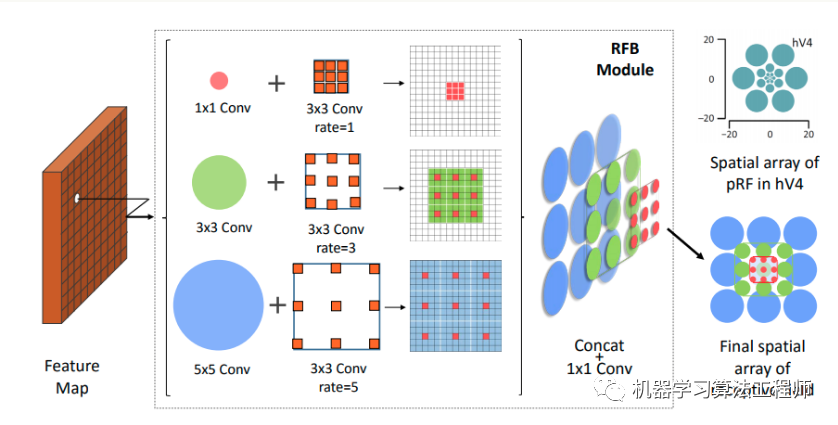 Feature
Map
1x1 Conv
+
3x3 Conv
rate=1
3x3 Conv
+
3x3 Conv
rate=3
5x5 Conv
+
3x3 Conv
rate=5
RFB
Module
Concat
+
1x1 Conv
hV4
20
0
−20
−20
0
20
Spatial array of
pRF in hV4
Final spatial
array of
机器学习算法工程师